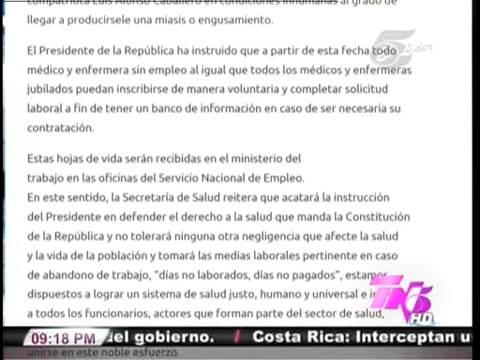 compatriota Luis Alonso Caballero en condiciones inhumanas al grado de
llegar a producírsele una miasis o engusamiento.
El Presidente de la República ha instruido que a partir de esta fecha todo
médico y enfermera sin empleo al igual que todos los médicos y enfermeras
jubilados puedan inscribirse de manera voluntaria y completar solicitud
laboral a fin de tener un banco de información en caso de ser necesaria su
contratación.
Estas hojas de vida serán recibidas en el ministerio del
trabajo en las oficinas del Servicio Nacional de Empleo.
En este sentido, la Secretaría de Salud reitera que acatará la instrucción
del Presidente en defender el derecho a la salud que manda la Constitución
de la República y no tolerará ninguna otra negligencia que afecte la salud
y la vida de la población y tomará las medias laborales pertinente en caso
de abandono de trabajo, "días no laborados, días no pagados", estamos
dispuestos a lograr un sistema de salud justo, humano y universal e
a todos los funcionarios, actores que forman parte del sector de salud,
unirse en este noble esfuerzo.
5 Líder
TN5
HD
09:18 PM del gobierno. / Costa Rica: Interceptan u